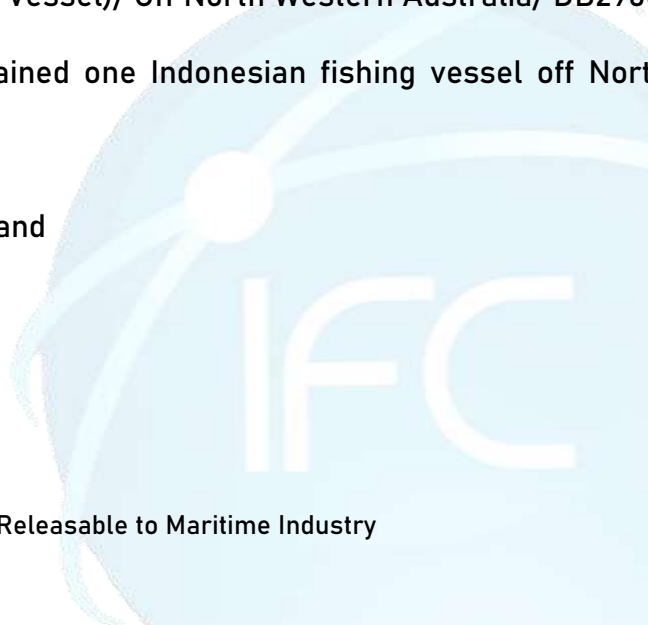 Vessel)/ Off North Western Australia/
ained one Indonesian fishing vessel off Nort
and
IFC
Releasable to Maritime Industry